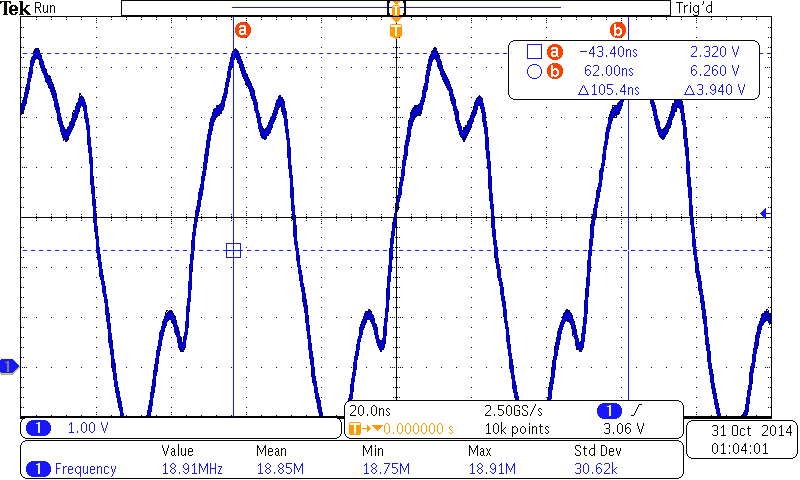 Tek Run Trig'd
T
a T b
a −43.40ns 2.320 V
b 62.00ns 6.260 V
△105.4ns △3.940 V
1
1 1.00 V
20.0ns 2.50GS/s 1
T→▼0.000000 s 10k points 3.06 V
31 Oct 2014
01:04:01
Value Mean Min Max Std Dev
1 Frequency 18.91MHz 18.85M 18.75M 18.91M 30.62k